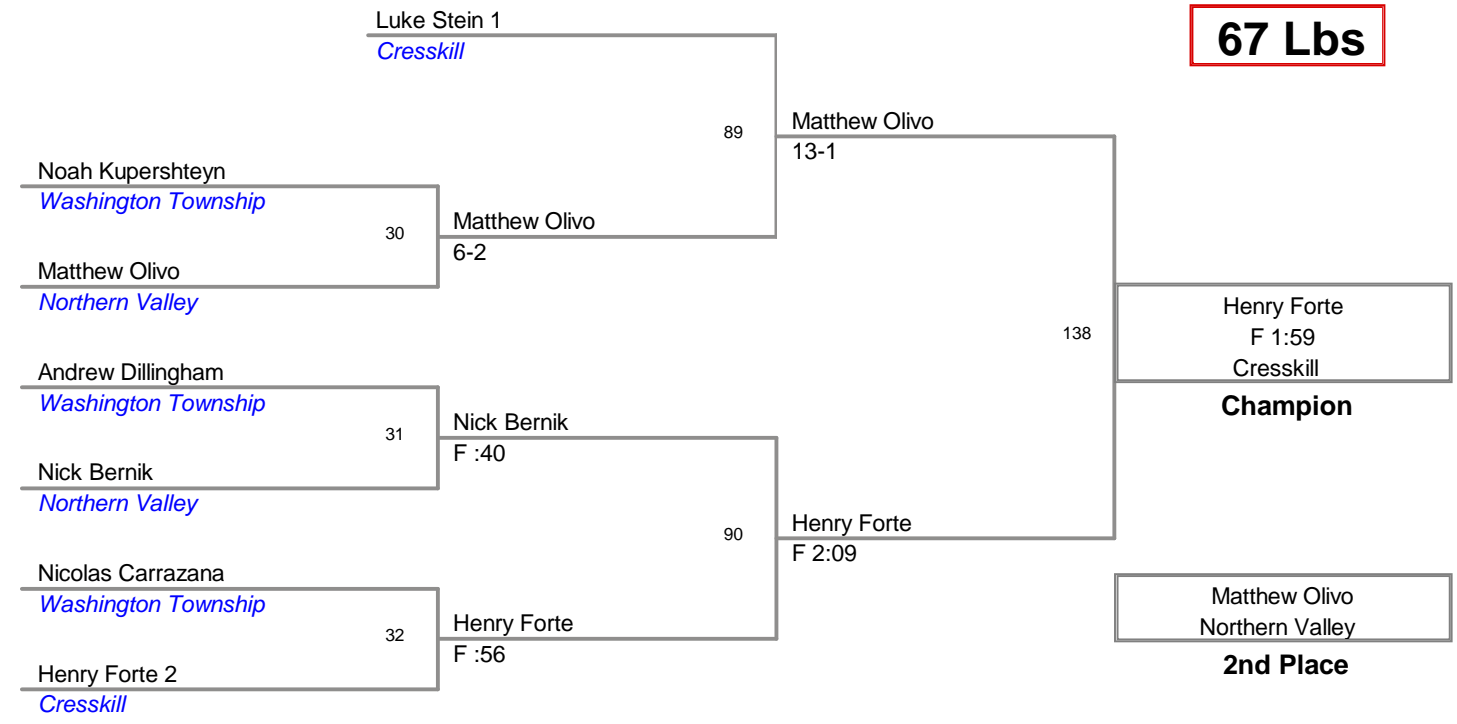 Luke Stein 1
Cresskill
67 Lbs
89
Matthew Olivo
13-1
Noah Kupershteyn
Washington Township
30
Matthew Olivo
6-2
Matthew Olivo
Northern Valley
138
Henry Forte
F 1:59
Cresskill
Champion
Andrew Dillingham
Washington Township
31
Nick Bernik
F :40
Nick Bernik
Northern Valley
90
Henry Forte
F 2:09
Nicolas Carrazana
Washington Township
32
Henry Forte
F :56
Henry Forte 2
Cresskill
Matthew Olivo
Northern Valley
2nd Place